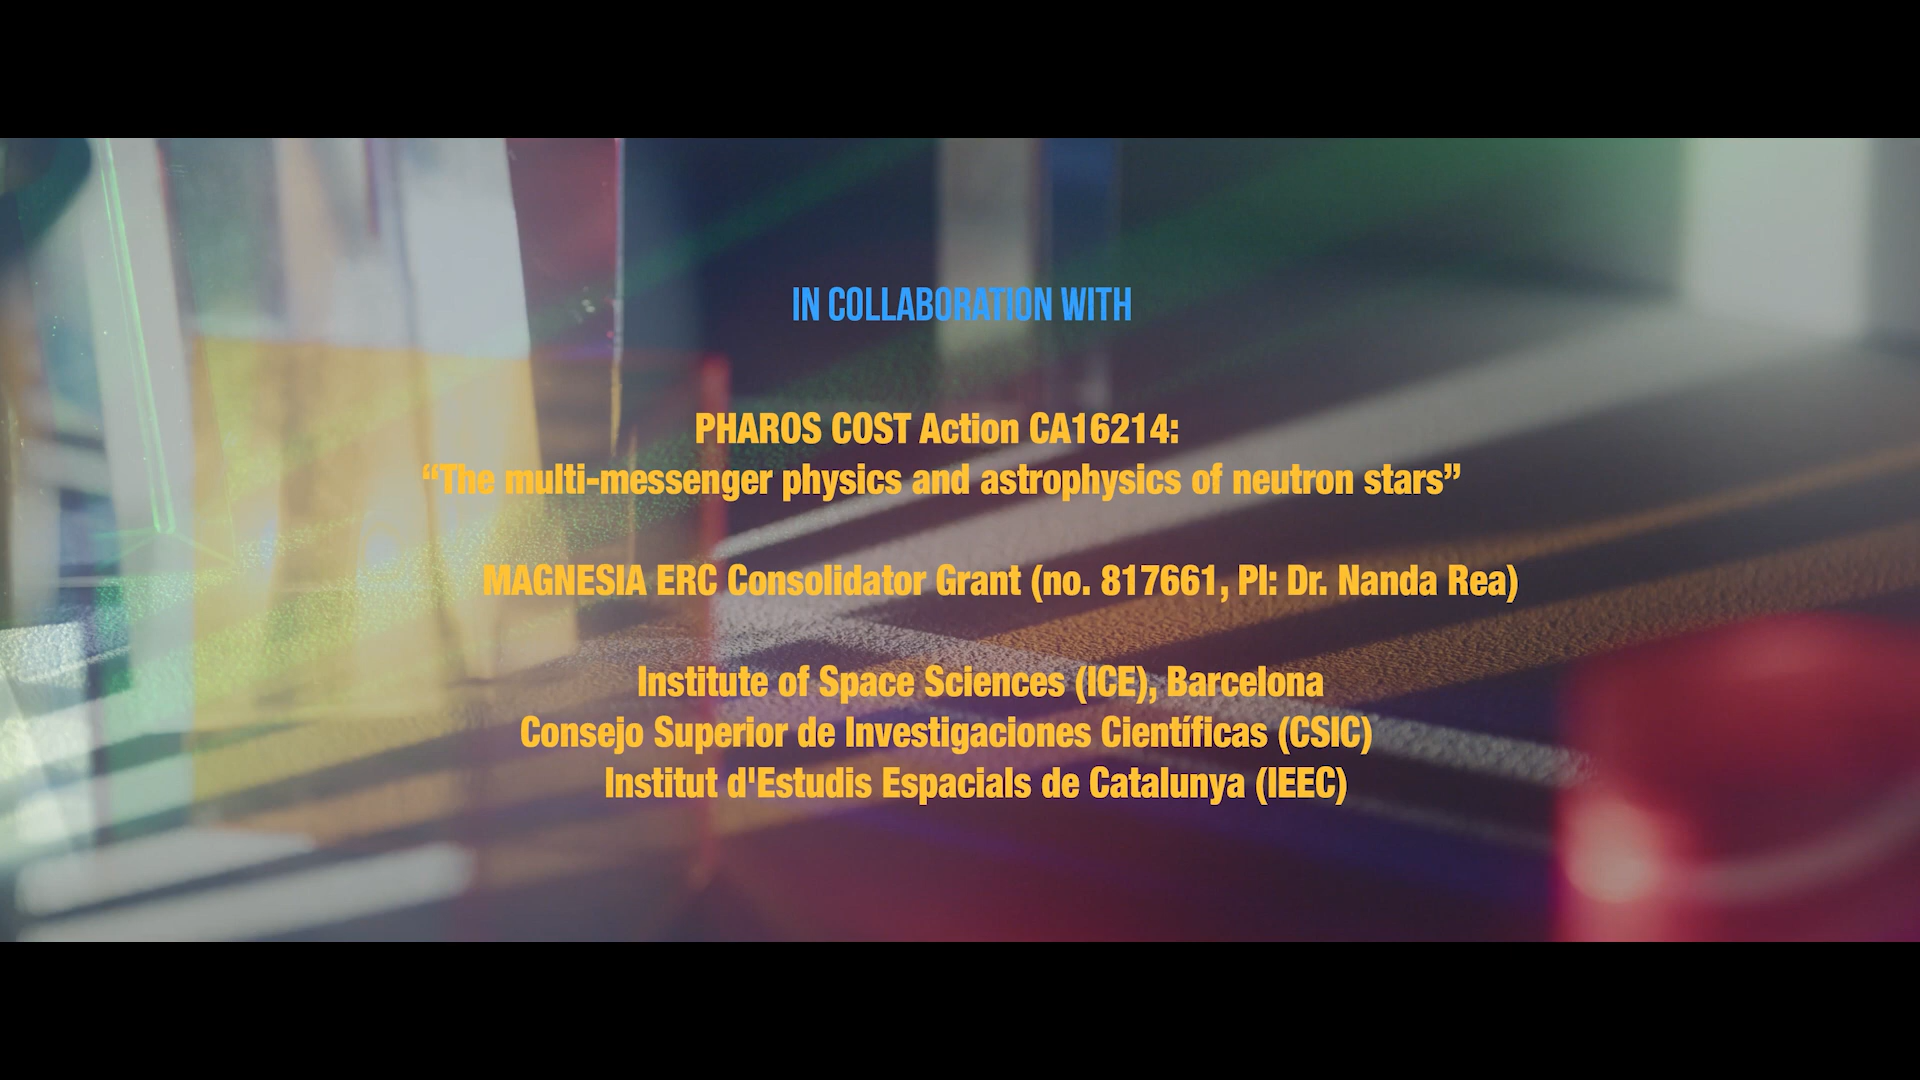 IN COLLABORATION WITH
PHAROS COST Action CA16214:
“The multi-messenger physics and astrophysics of neutron stars”
MAGNESIA ERC Consolidator Grant (no. 817661, PI: Dr. Nanda Rea)
Institute of Space Sciences (ICE), Barcelona
Consejo Superior de Investigaciones Científicas (CSIC)
Institut d'Estudis Espacials de Catalunya (IEEC)